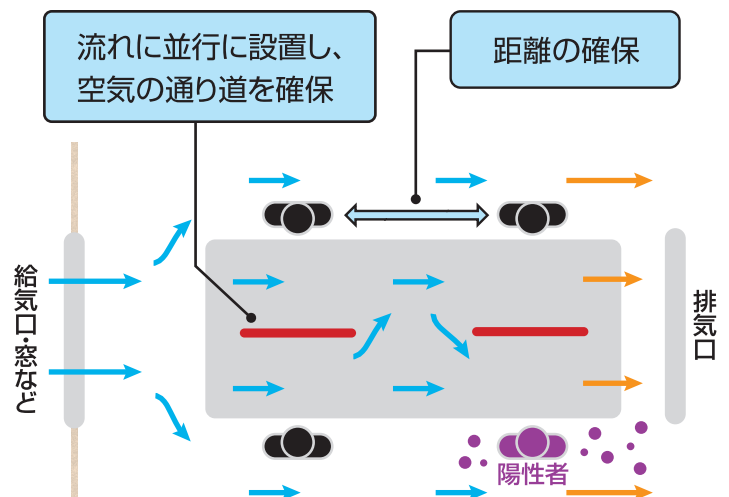 流れに並行に設置し、
空気の通り道を確保
距離の確保
給気口・窓など
排気口
陽性者